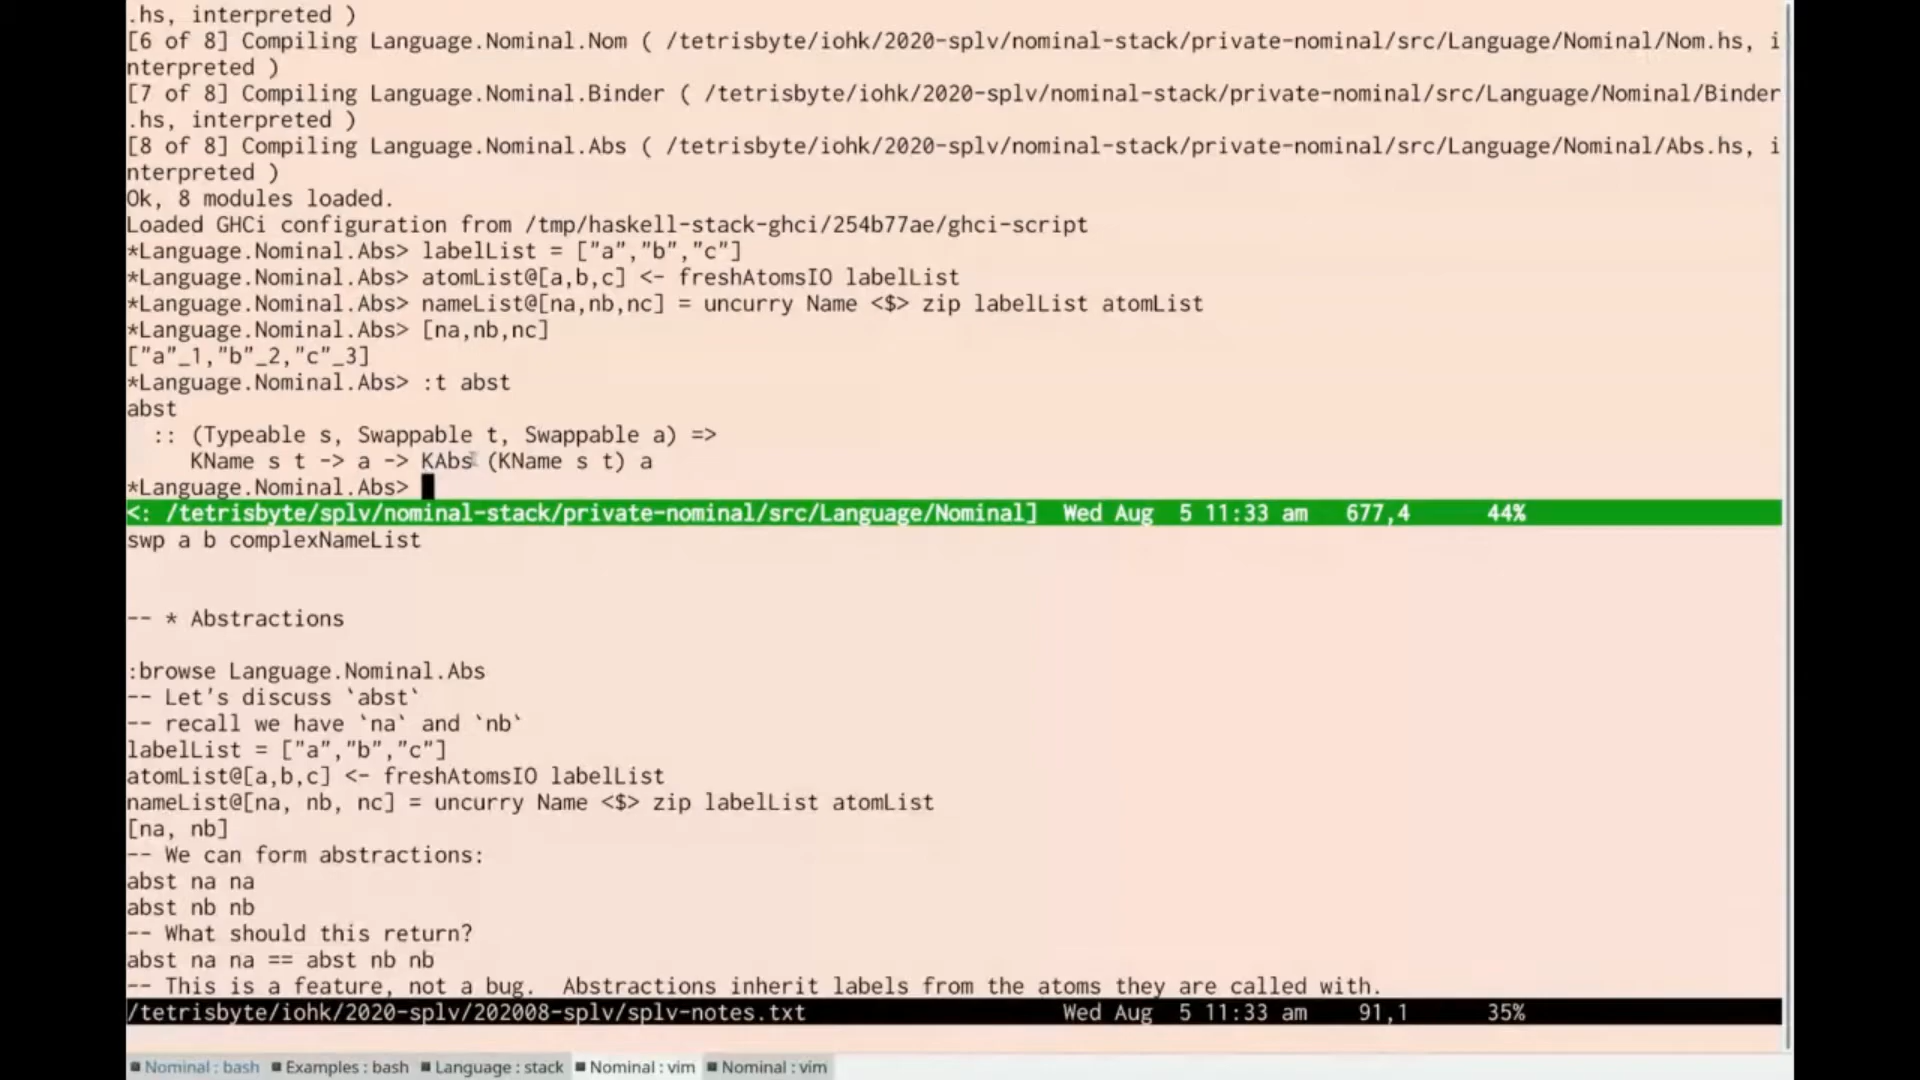 .hs, interpreted )
[6 of 8] Compiling Language.Nominal.Nom ( /tetrisbyte/iohk/2020-splv/nominal-stack/private-nominal/src/Language/Nominal/Nom.hs, i
nterpreted )
[7 of 8] Compiling Language.Nominal.Binder ( /tetrisbyte/iohk/2020-splv/nominal-stack/private-nominal/src/Language/Nominal/Binder
.hs, interpreted )
[8 of 8] Compiling Language.Nominal.Abs ( /tetrisbyte/iohk/2020-splv/nominal-stack/private-nominal/src/Language/Nominal/Abs.hs, i
nterpreted )
Ok, 8 modules loaded.
Loaded GHCi configuration from /tmp/haskell-stack-ghci/254b77ae/ghci-script
*Language.Nominal.Abs> labelList = ["a","b","c"]
*Language.Nominal.Abs> atomList@[a,b,c] <- freshAtomsIO labelList
*Language.Nominal.Abs> nameList@[na,nb,nc] = uncurry Name <$> zip labelList atomList
*Language.Nominal.Abs> [na,nb,nc]
["a"_1,"b"_2,"c"_3]
*Language.Nominal.Abs> :t abst
abst
  :: (Typeable s, Swappable t, Swappable a) =>
     KName s t -> a -> KAbs (KName s t) a
*Language.Nominal.Abs>
<: /tetrisbyte/splv/nominal-stack/private-nominal/src/Language/Nominal]  Wed Aug  5 11:33 am   677,4      44%
swp a b complexNameList
-- * Abstractions
:browse Language.Nominal.Abs
-- Let's discuss `abst`
-- recall we have `na` and `nb`
labelList = ["a","b","c"]
atomList@[a,b,c] <- freshAtomsIO labelList
nameList@[na, nb, nc] = uncurry Name <$> zip labelList atomList
[na, nb]
-- We can form abstractions:
abst na na
abst nb nb
-- What should this return?
abst na na == abst nb nb
-- This is a feature, not a bug.  Abstractions inherit labels from the atoms they are called with.
/tetrisbyte/iohk/2020-splv/202008-splv/splv-notes.txt                    Wed Aug  5 11:33 am    91,1      35%
Nominal : bash Examples : bash Language : stack Nominal : vim Nominal : vim